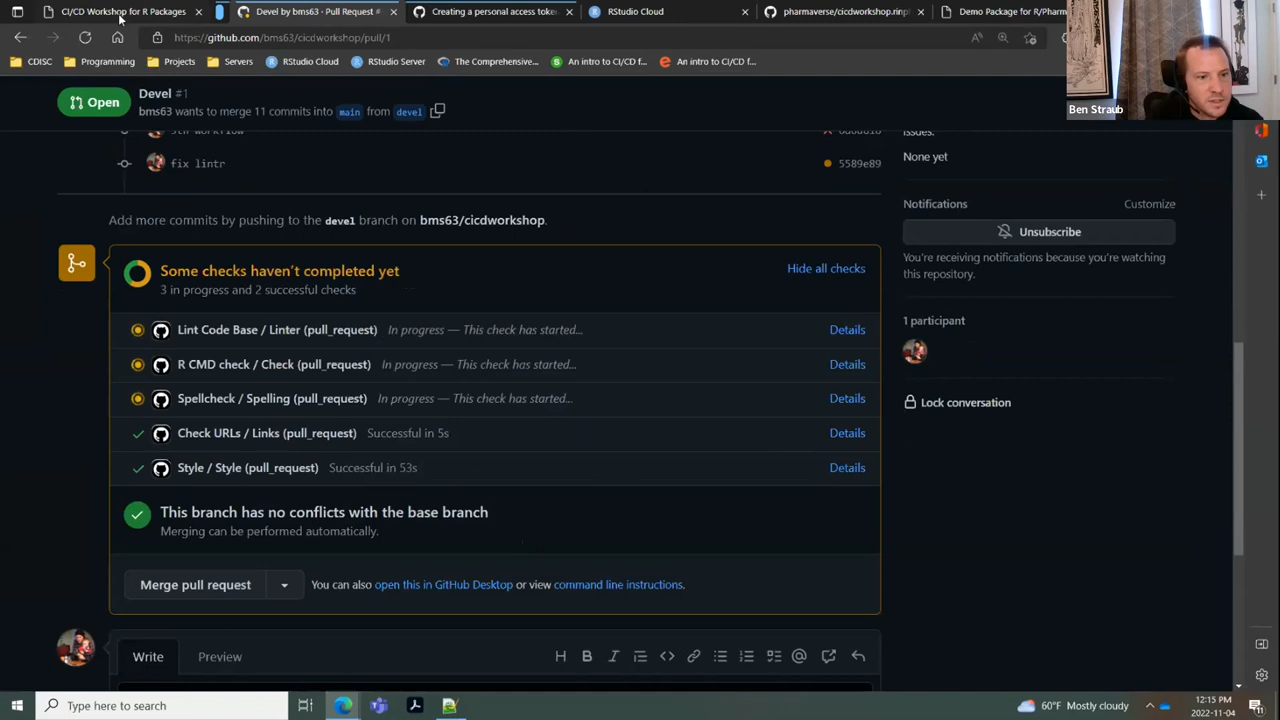 CI/CD Workshop for R Packages
Devel by bms63 · Pull Request #
Creating a personal access toke
RStudio Cloud
pharmaverse/cicdworkshop.rinp
Demo Package for R/Pharm
https://github.com/bms63/cicdworkshop/pull/1
CDISC
Programming
Projects
Servers
RStudio Cloud
RStudio Server
The Comprehensive...
An intro to CI/CD f...
An intro to CI/CD f...
Ben Straub
Open
Devel #1
bms63 wants to merge 11 commits into main from devel
issues.
fix lintr
5589e89
None yet
Add more commits by pushing to the devel branch on bms63/cicdworkshop.
Notifications
Customize
Unsubscribe
You're receiving notifications because you're watching
this repository.
Some checks haven't completed yet
3 in progress and 2 successful checks
Hide all checks
1 participant
Lint Code Base / Linter (pull_request) In progress — This check has started...
Details
R CMD check / Check (pull_request) In progress — This check has started...
Details
Spellcheck / Spelling (pull_request) In progress — This check has started...
Details
Lock conversation
Check URLs / Links (pull_request) Successful in 5s
Details
Style / Style (pull_request) Successful in 53s
Details
This branch has no conflicts with the base branch
Merging can be performed automatically.
Merge pull request
You can also open this in GitHub Desktop or view command line instructions.
Write
Preview
Type here to search
60°F Mostly cloudy
12:15 PM
2022-11-04
11